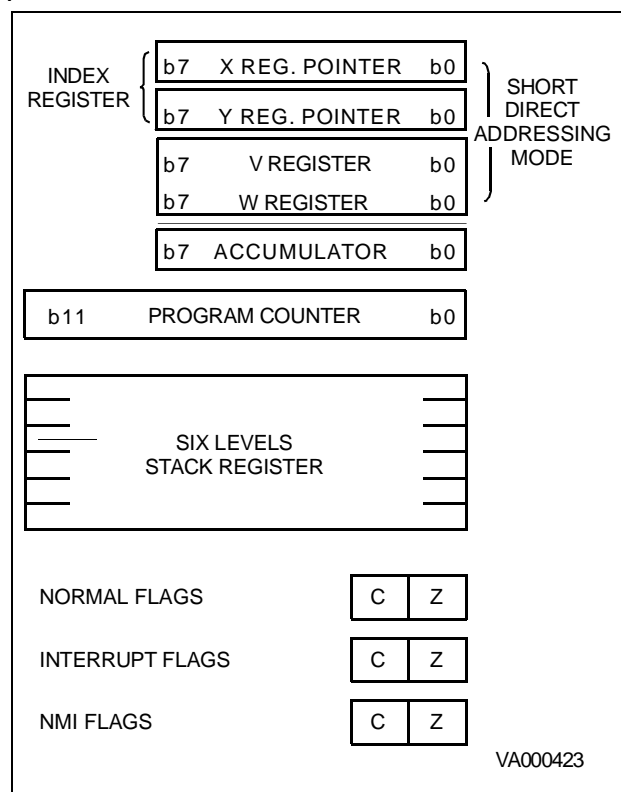 INDEX
REGISTER
b7 X REG. POINTER b0
b7 Y REG. POINTER b0
SHORT
DIRECT
ADDRESSING
MODE
b7 V REGISTER b0
b7 W REGISTER b0
b7 ACCUMULATOR b0
b11 PROGRAM COUNTER b0
SIX LEVELS
STACK REGISTER
NORMAL FLAGS C Z
INTERRUPT FLAGS C Z
NMI FLAGS C Z
VA000423